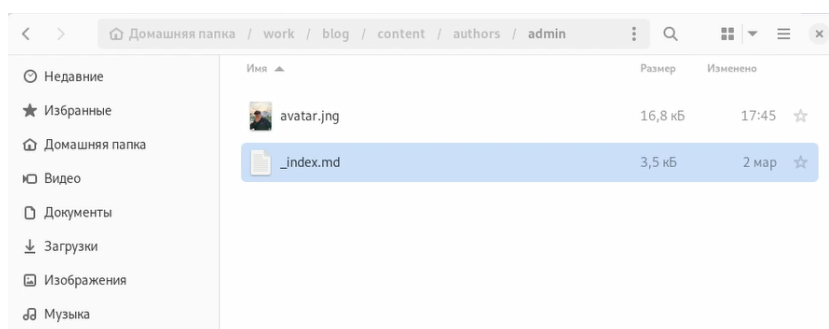 Домашняя папка / work / blog / content / authors / admin
Недавние
Избранные
Домашняя папка
Видео
Документы
Загрузки
Изображения
Музыка
Имя Размер Изменено
avatar.jng 16,8 кБ 17:45
_index.md 3,5 кБ 2 мар